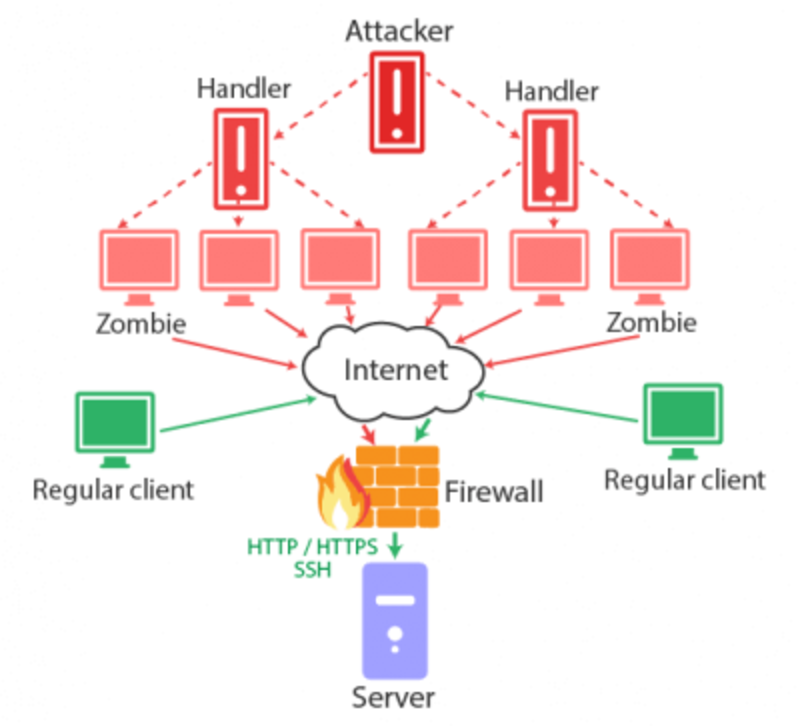 Attacker
Handler
Handler
Zombie
Zombie
Internet
Regular client
Regular client
Firewall
HTTP / HTTPS
SSH
Server